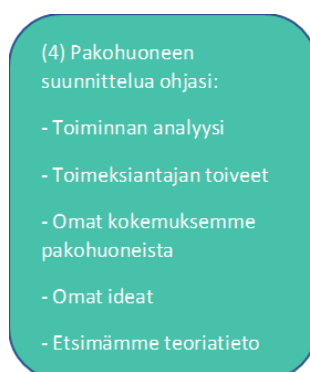 (4) Pakohuoneen
suunnittelua ohjasi:
- Toiminnan analyysi
- Toimeksiantajan toiveet
- Omat kokemuksemme
pakohuoneista
- Omat ideat
- Etsimämme teoriatieto